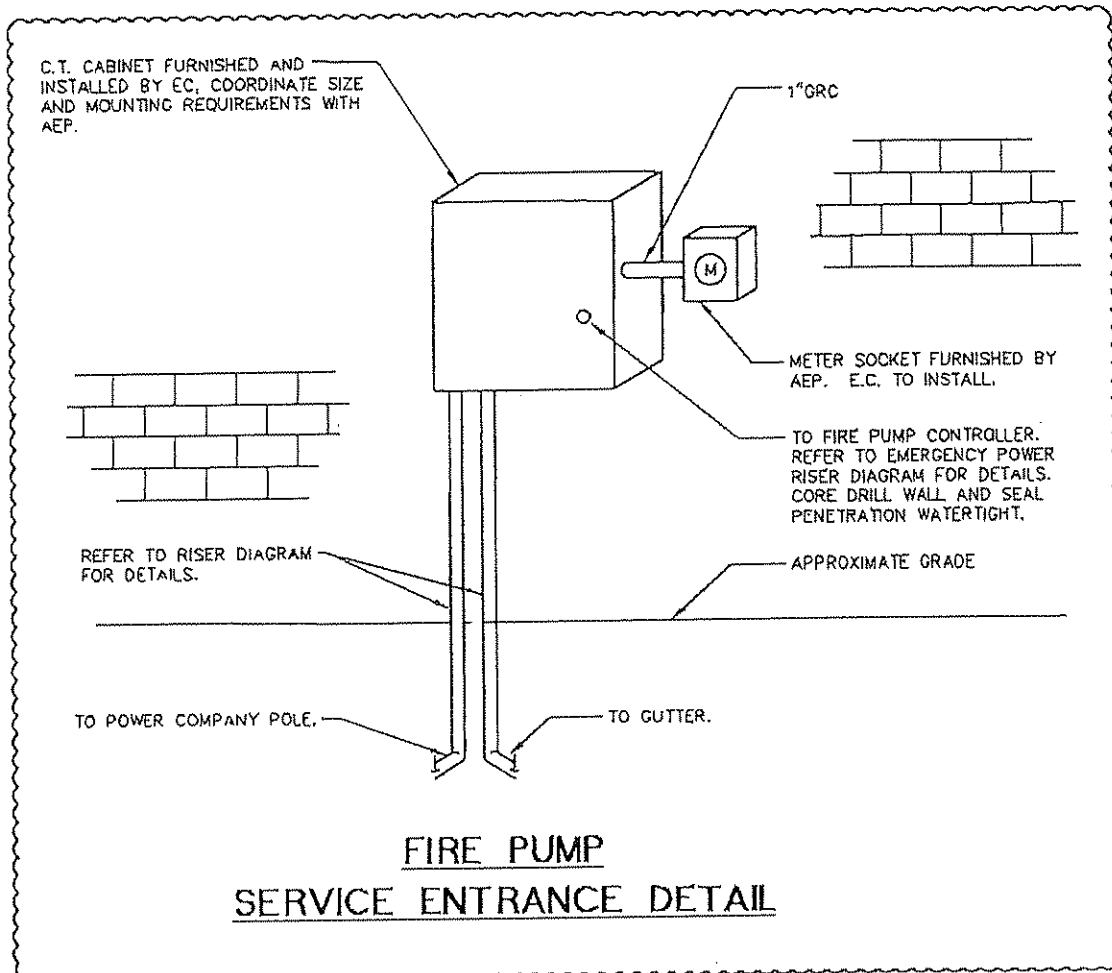 C.T. CABINET FURNISHED AND
INSTALLED BY EC, COORDINATE SIZE
AND MOUNTING REQUIREMENTS WITH
AEP.
1"GRC
M
METER SOCKET FURNISHED BY
AEP. E.C. TO INSTALL.
TO FIRE PUMP CONTROLLER.
REFER TO EMERGENCY POWER
RISER DIAGRAM FOR DETAILS.
CORE DRILL WALL AND SEAL
PENETRATION WATERTIGHT.
REFER TO RISER DIAGRAM
FOR DETAILS.
APPROXIMATE GRADE
TO POWER COMPANY POLE.
TO GUTTER.
FIRE PUMP
SERVICE ENTRANCE DETAIL